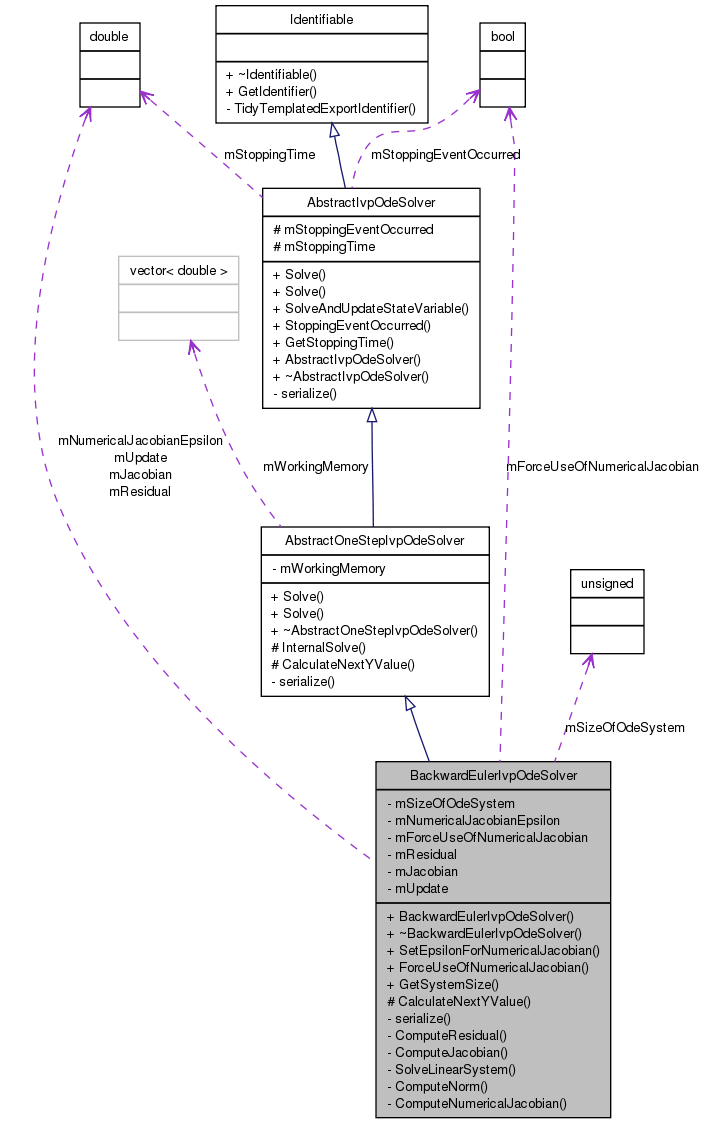 Identifiable
+ ~Identifiable()
+ GetIdentifier()
- TidyTemplatedExportIdentifier()
double
bool
mStoppingTime
mStoppingEventOccurred
AbstractIvpOdeSolver
# mStoppingEventOccurred
# mStoppingTime
+ Solve()
+ Solve()
+ SolveAndUpdateStateVariable()
+ StoppingEventOccurred()
+ GetStoppingTime()
+ AbstractIvpOdeSolver()
+ ~AbstractIvpOdeSolver()
- serialize()
vector< double >
mNumericalJacobianEpsilon
mUpdate
mJacobian
mResidual
mWorkingMemory
mForceUseOfNumericalJacobian
AbstractOneStepIvpOdeSolver
- mWorkingMemory
+ Solve()
+ Solve()
+ ~AbstractOneStepIvpOdeSolver()
# InternalSolve()
# CalculateNextYValue()
- serialize()
unsigned
mSizeOfOdeSystem
BackwardEulerIvpOdeSolver
- mSizeOfOdeSystem
- mNumericalJacobianEpsilon
- mForceUseOfNumericalJacobian
- mResidual
- mJacobian
- mUpdate
+ BackwardEulerIvpOdeSolver()
+ ~BackwardEulerIvpOdeSolver()
+ SetEpsilonForNumericalJacobian()
+ ForceUseOfNumericalJacobian()
+ GetSystemSize()
# CalculateNextYValue()
- serialize()
- ComputeResidual()
- ComputeJacobian()
- SolveLinearSystem()
- ComputeNorm()
- ComputeNumericalJacobian()